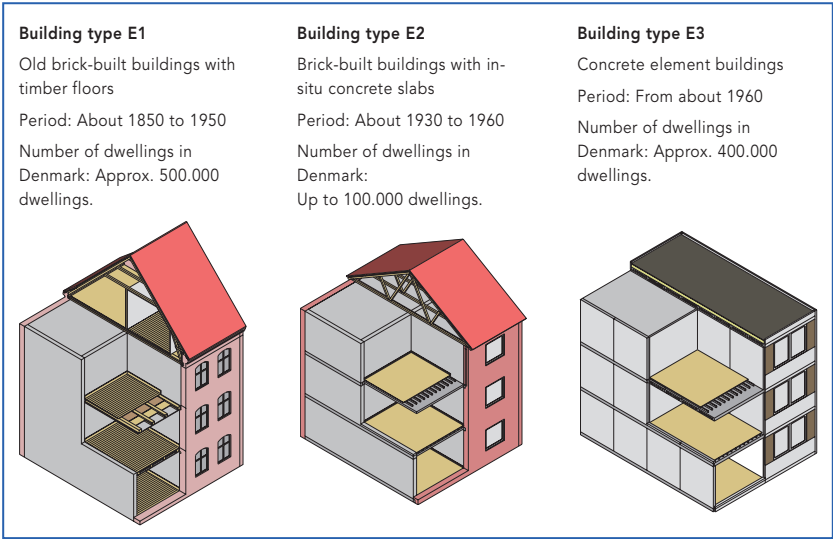 Building type E1
Old brick-built buildings with
timber floors
Period: About 1850 to 1950
Number of dwellings in
Denmark: Approx. 500.000
dwellings.
Building type E2
Brick-built buildings with in-
situ concrete slabs
Period: About 1930 to 1960
Number of dwellings in
Denmark:
Up to 100.000 dwellings.
Building type E3
Concrete element buildings
Period: From about 1960
Number of dwellings in
Denmark: Approx. 400.000
dwellings.